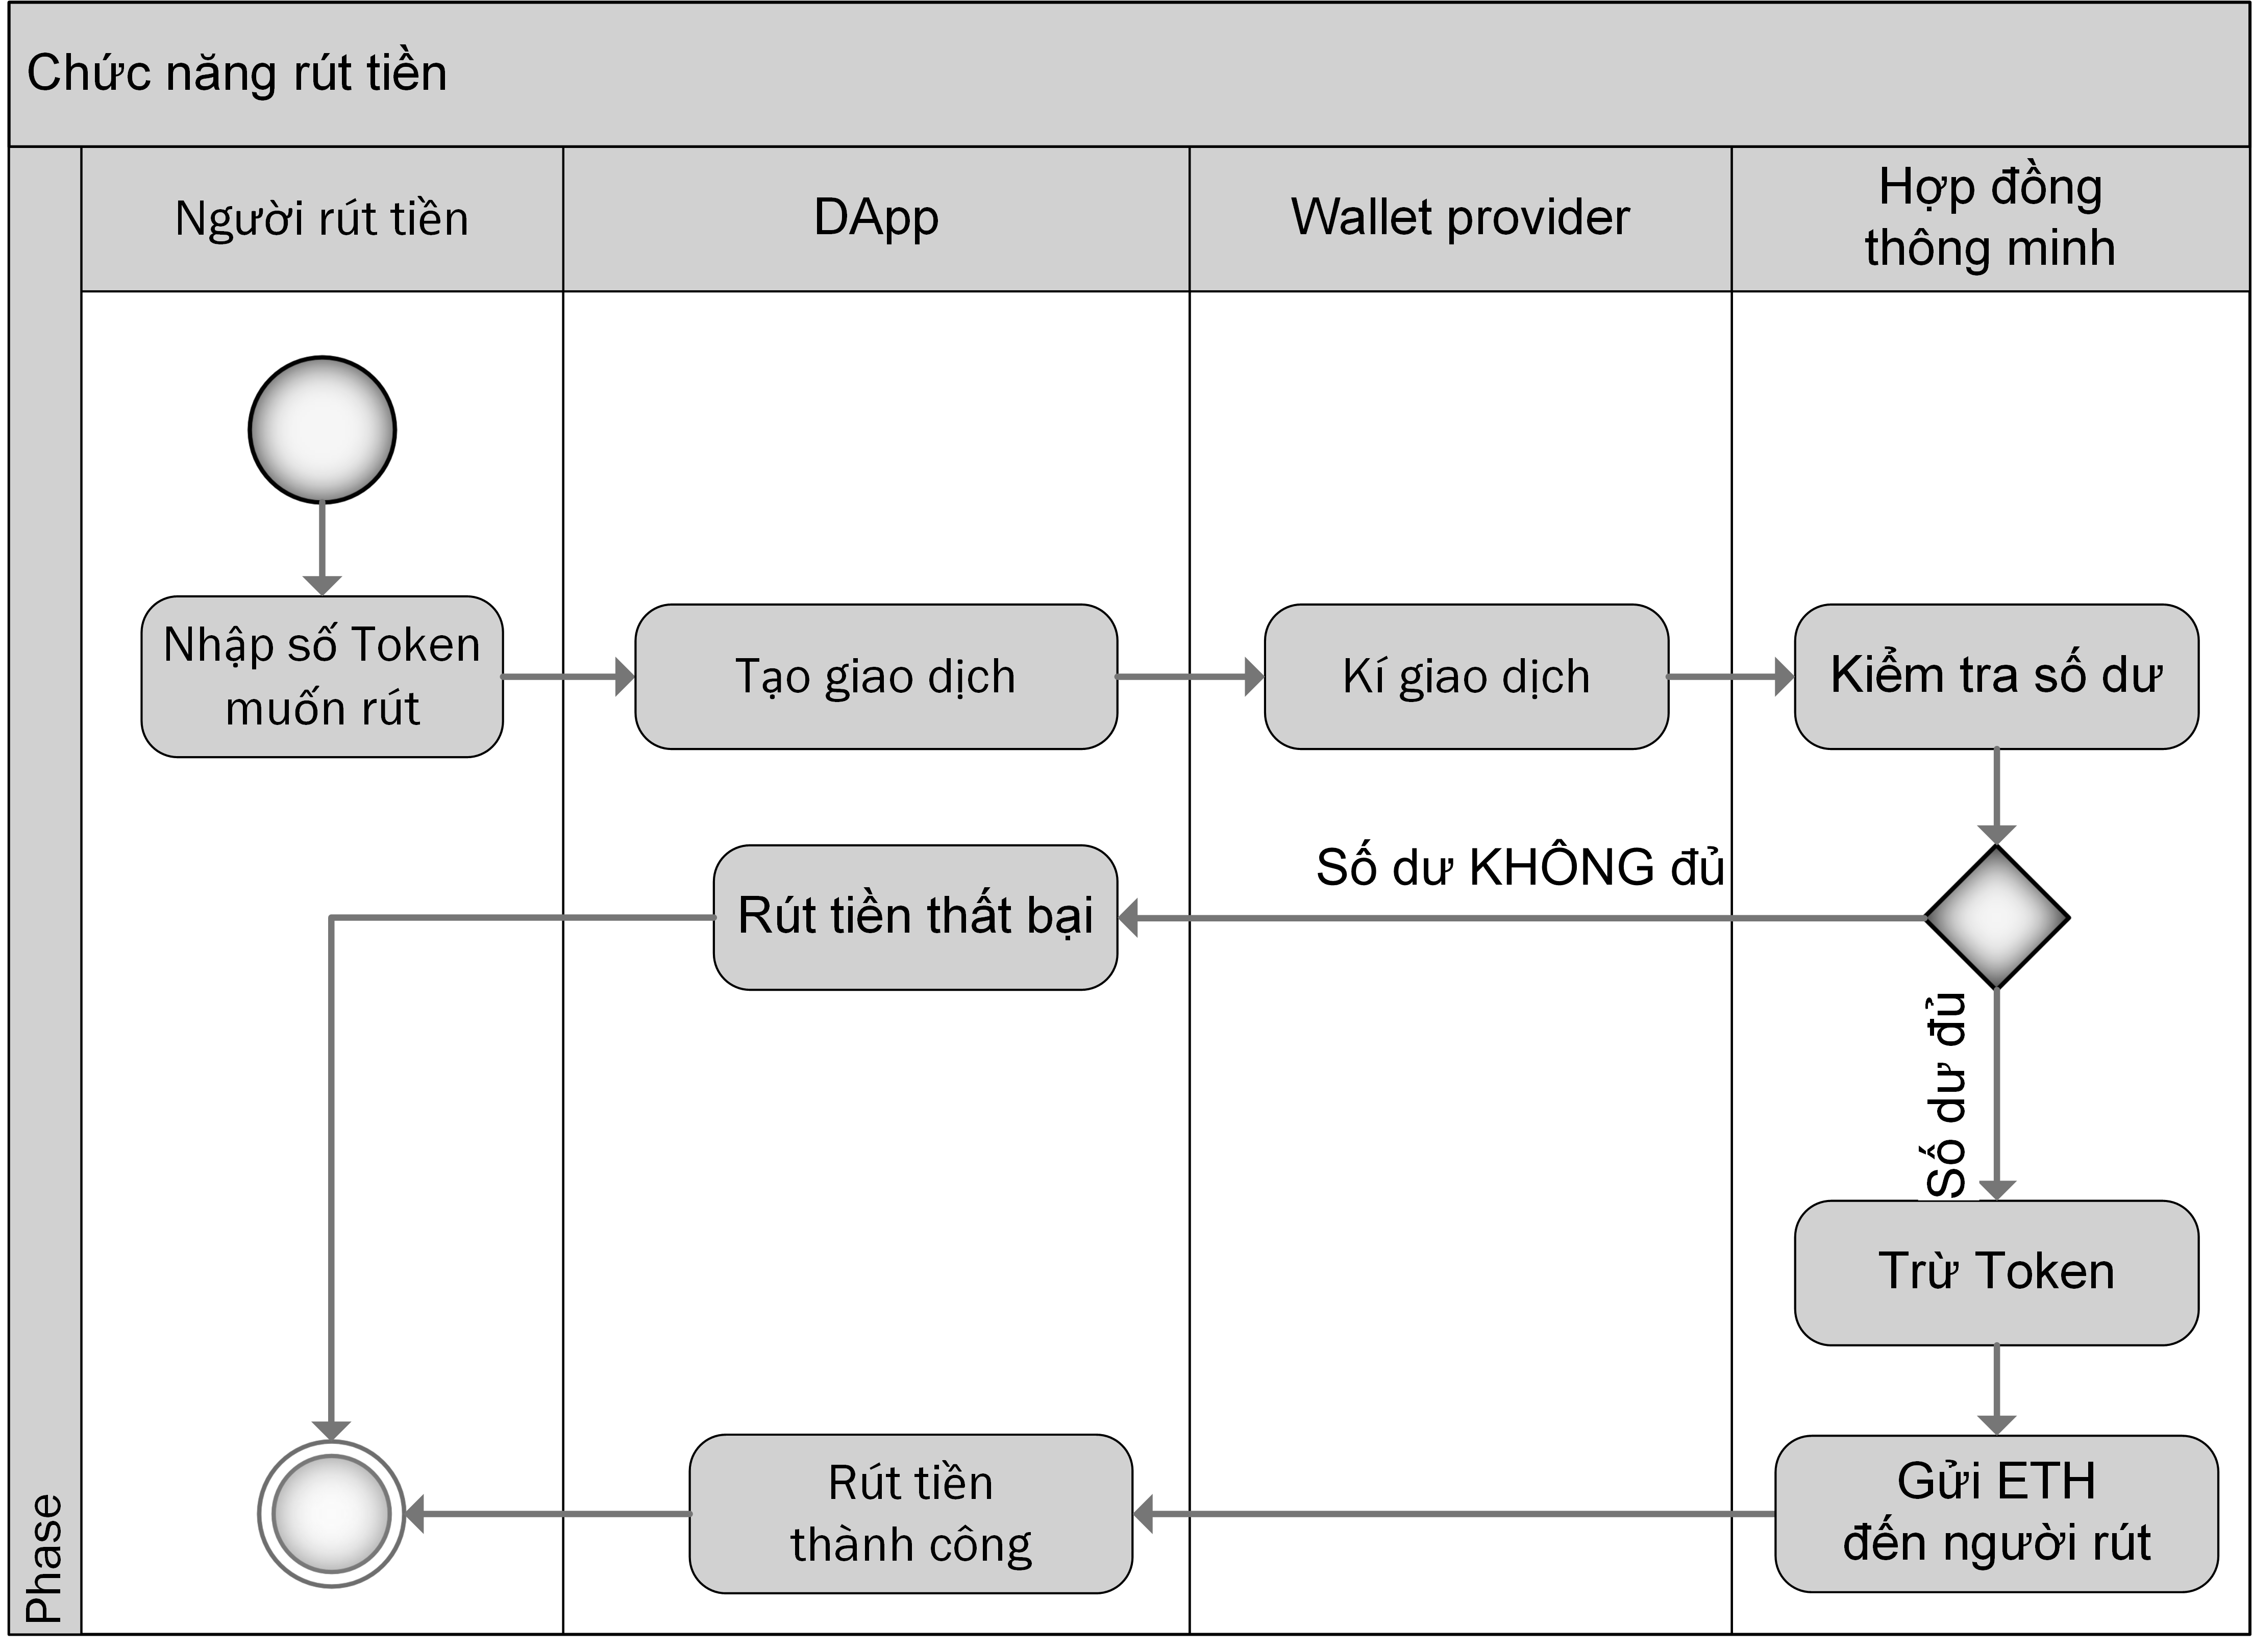 Chức năng rút tiền
Người rút tiền
DApp
Wallet provider
Hợp đồng
thông minh
Nhập số Token
muốn rút
Tạo giao dịch
Kí giao dịch
Kiểm tra số dư
Rút tiền thất bại
Số dư KHÔNG đủ
Số dư đủ
Trừ Token
Rút tiền
thành công
Gửi ETH
đến người rút
Phase